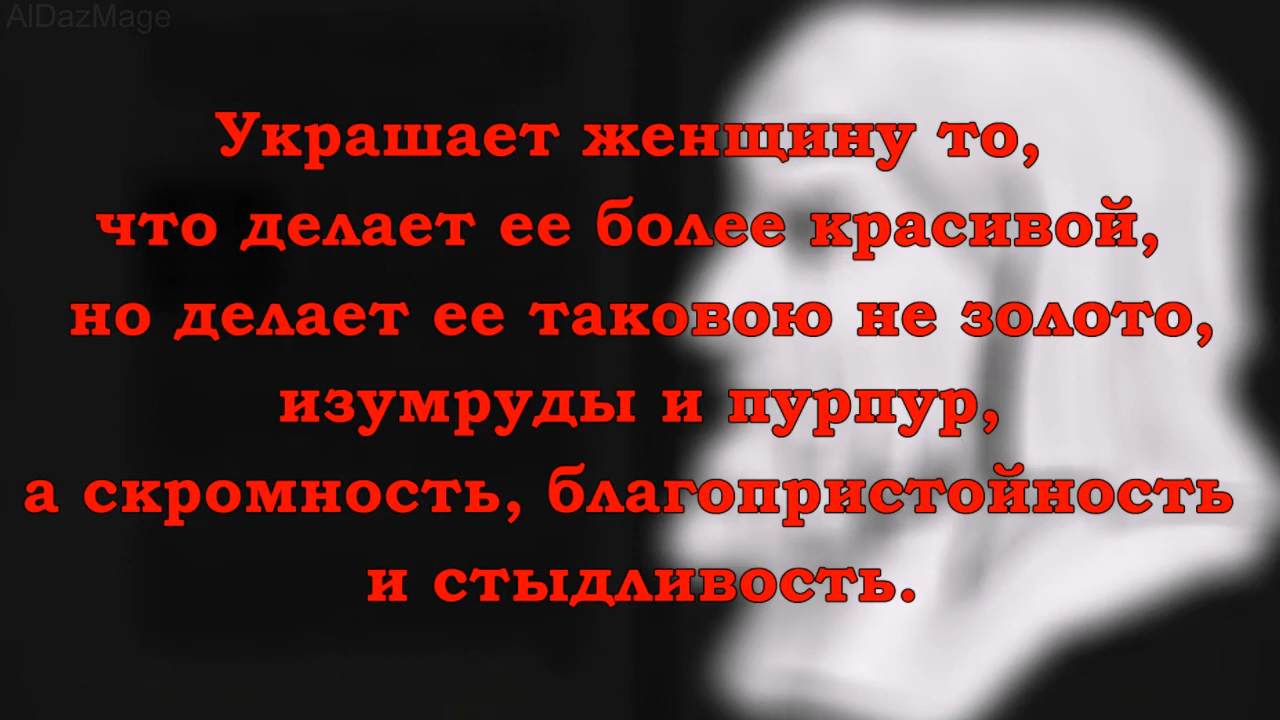 AlDazMage
Украшает женщину то,
что делает ее более красивой,
но делает ее таковою не золото,
изумруды и пурпур,
а скромность, благопристойность
и стыдливость.